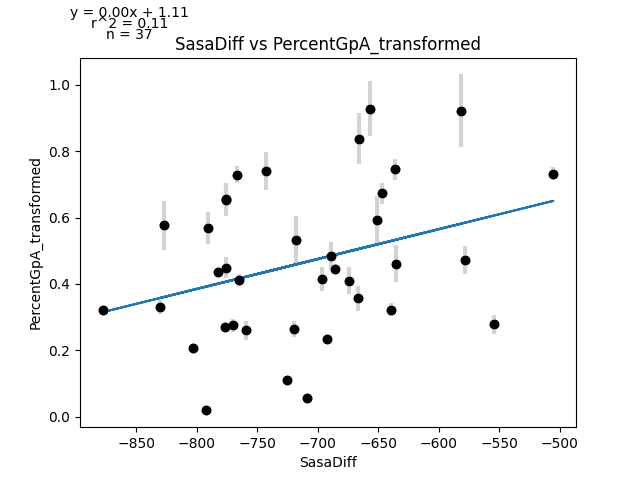 y = 0.00x + 1.11
r^2 = 0.11
n = 37
SasaDiff vs PercentGpA_transformed
PercentGpA_transformed
1.0
0.8
0.6
0.4
0.2
0.0
−850 −800 −750 −700 −650 −600 −550 −500
SasaDiff